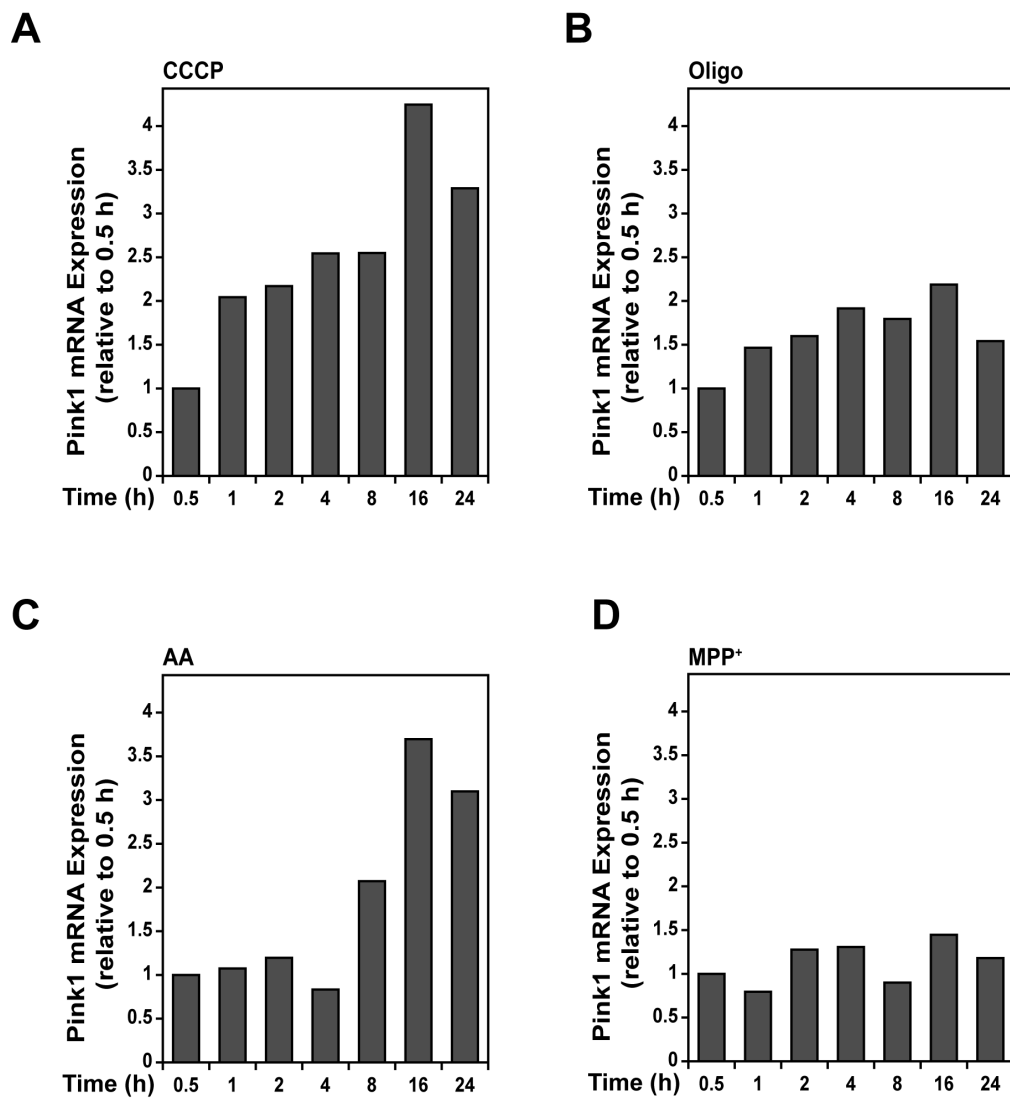 A
CCCP
Pink1 mRNA Expression
(relative to 0.5 h)
4
3.5
3
2.5
2
1.5
1
0.5
0
Time (h) 0.5 1 2 4 8 16 24
B
Oligo
Pink1 mRNA Expression
(relative to 0.5 h)
4
3.5
3
2.5
2
1.5
1
0.5
0
Time (h) 0.5 1 2 4 8 16 24
C
AA
Pink1 mRNA Expression
(relative to 0.5 h)
4
3.5
3
2.5
2
1.5
1
0.5
0
Time (h) 0.5 1 2 4 8 16 24
D
MPP⁺
Pink1 mRNA Expression
(relative to 0.5 h)
4
3.5
3
2.5
2
1.5
1
0.5
0
Time (h) 0.5 1 2 4 8 16 24